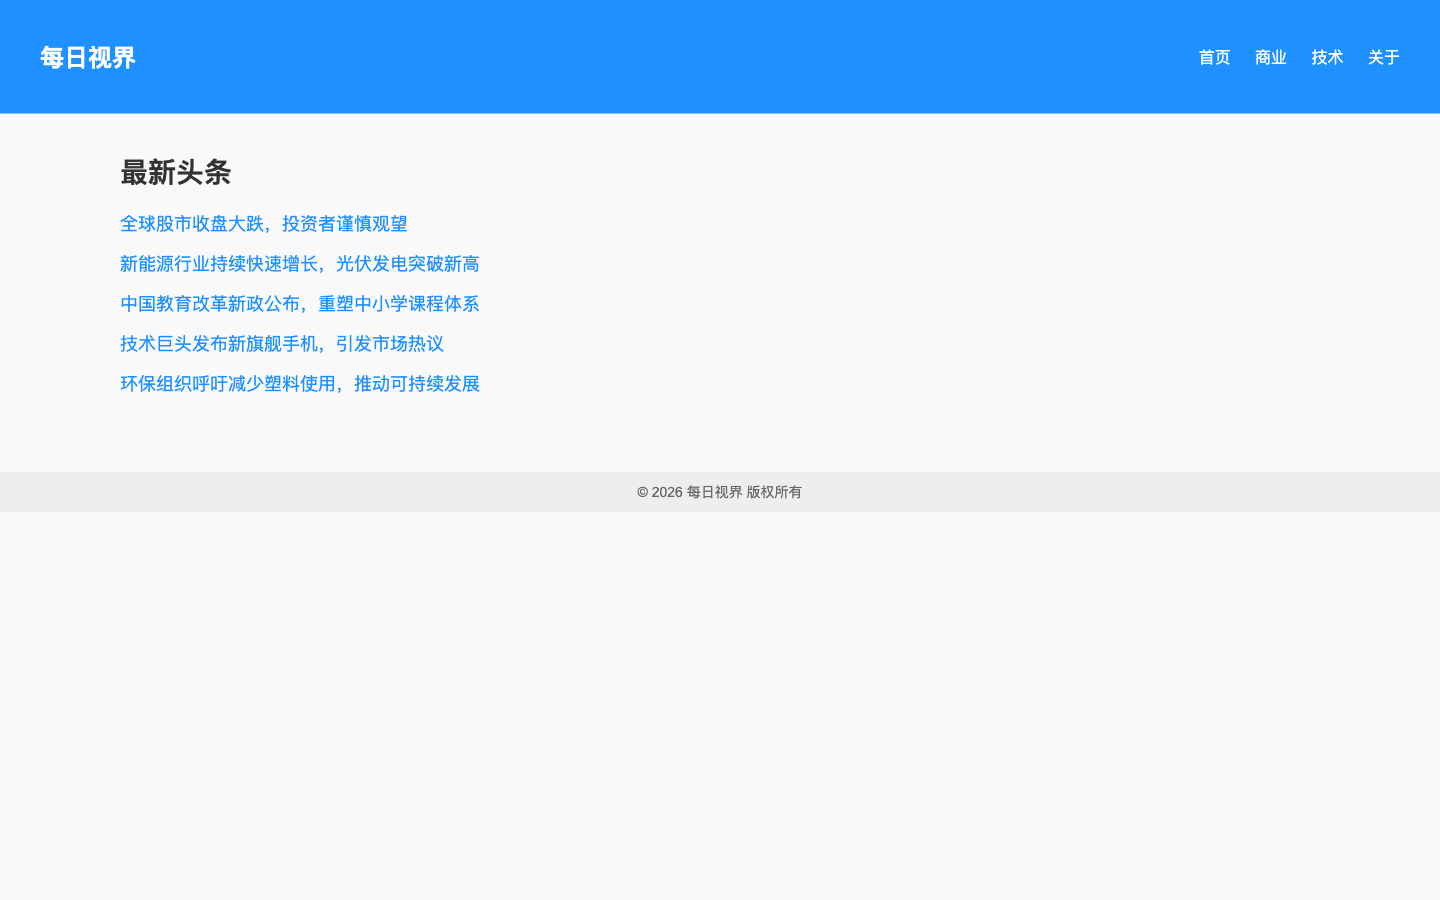 每日视界
首页 商业 技术 关于
最新头条
全球股市收盘大跌，投资者谨慎观望
新能源行业持续快速增长，光伏发电突破新高
中国教育改革新政公布，重塑中小学课程体系
技术巨头发布新旗舰手机，引发市场热议
环保组织呼吁减少塑料使用，推动可持续发展
© 2026 每日视界 版权所有